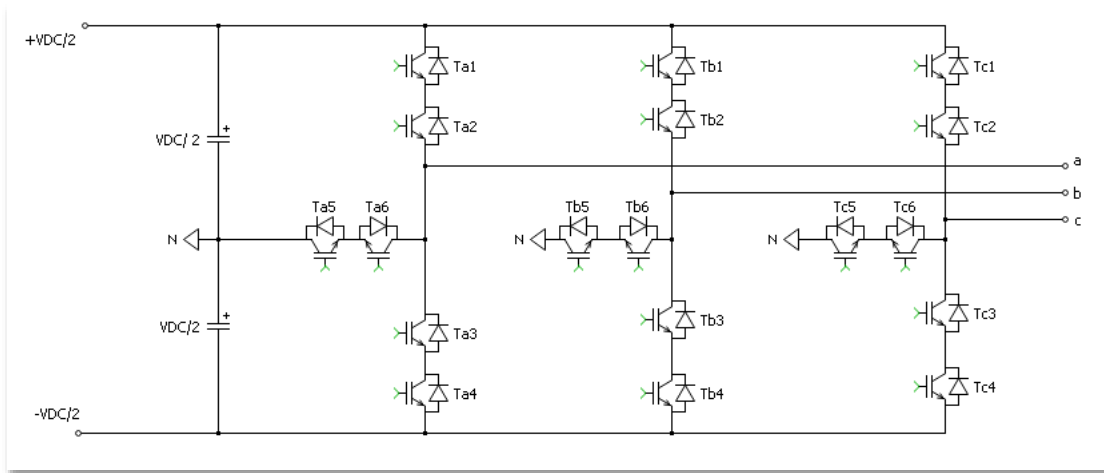 +VDC/2
Ta1 Tb1 Tc1
Ta2 Tb2 Tc2
VDC/ 2
a
b
c
Ta5 Ta6 Tb5 Tb6 Tc5 Tc6
N N N
VDC/2
Ta3 Tb3 Tc3
Ta4 Tb4 Tc4
-VDC/2